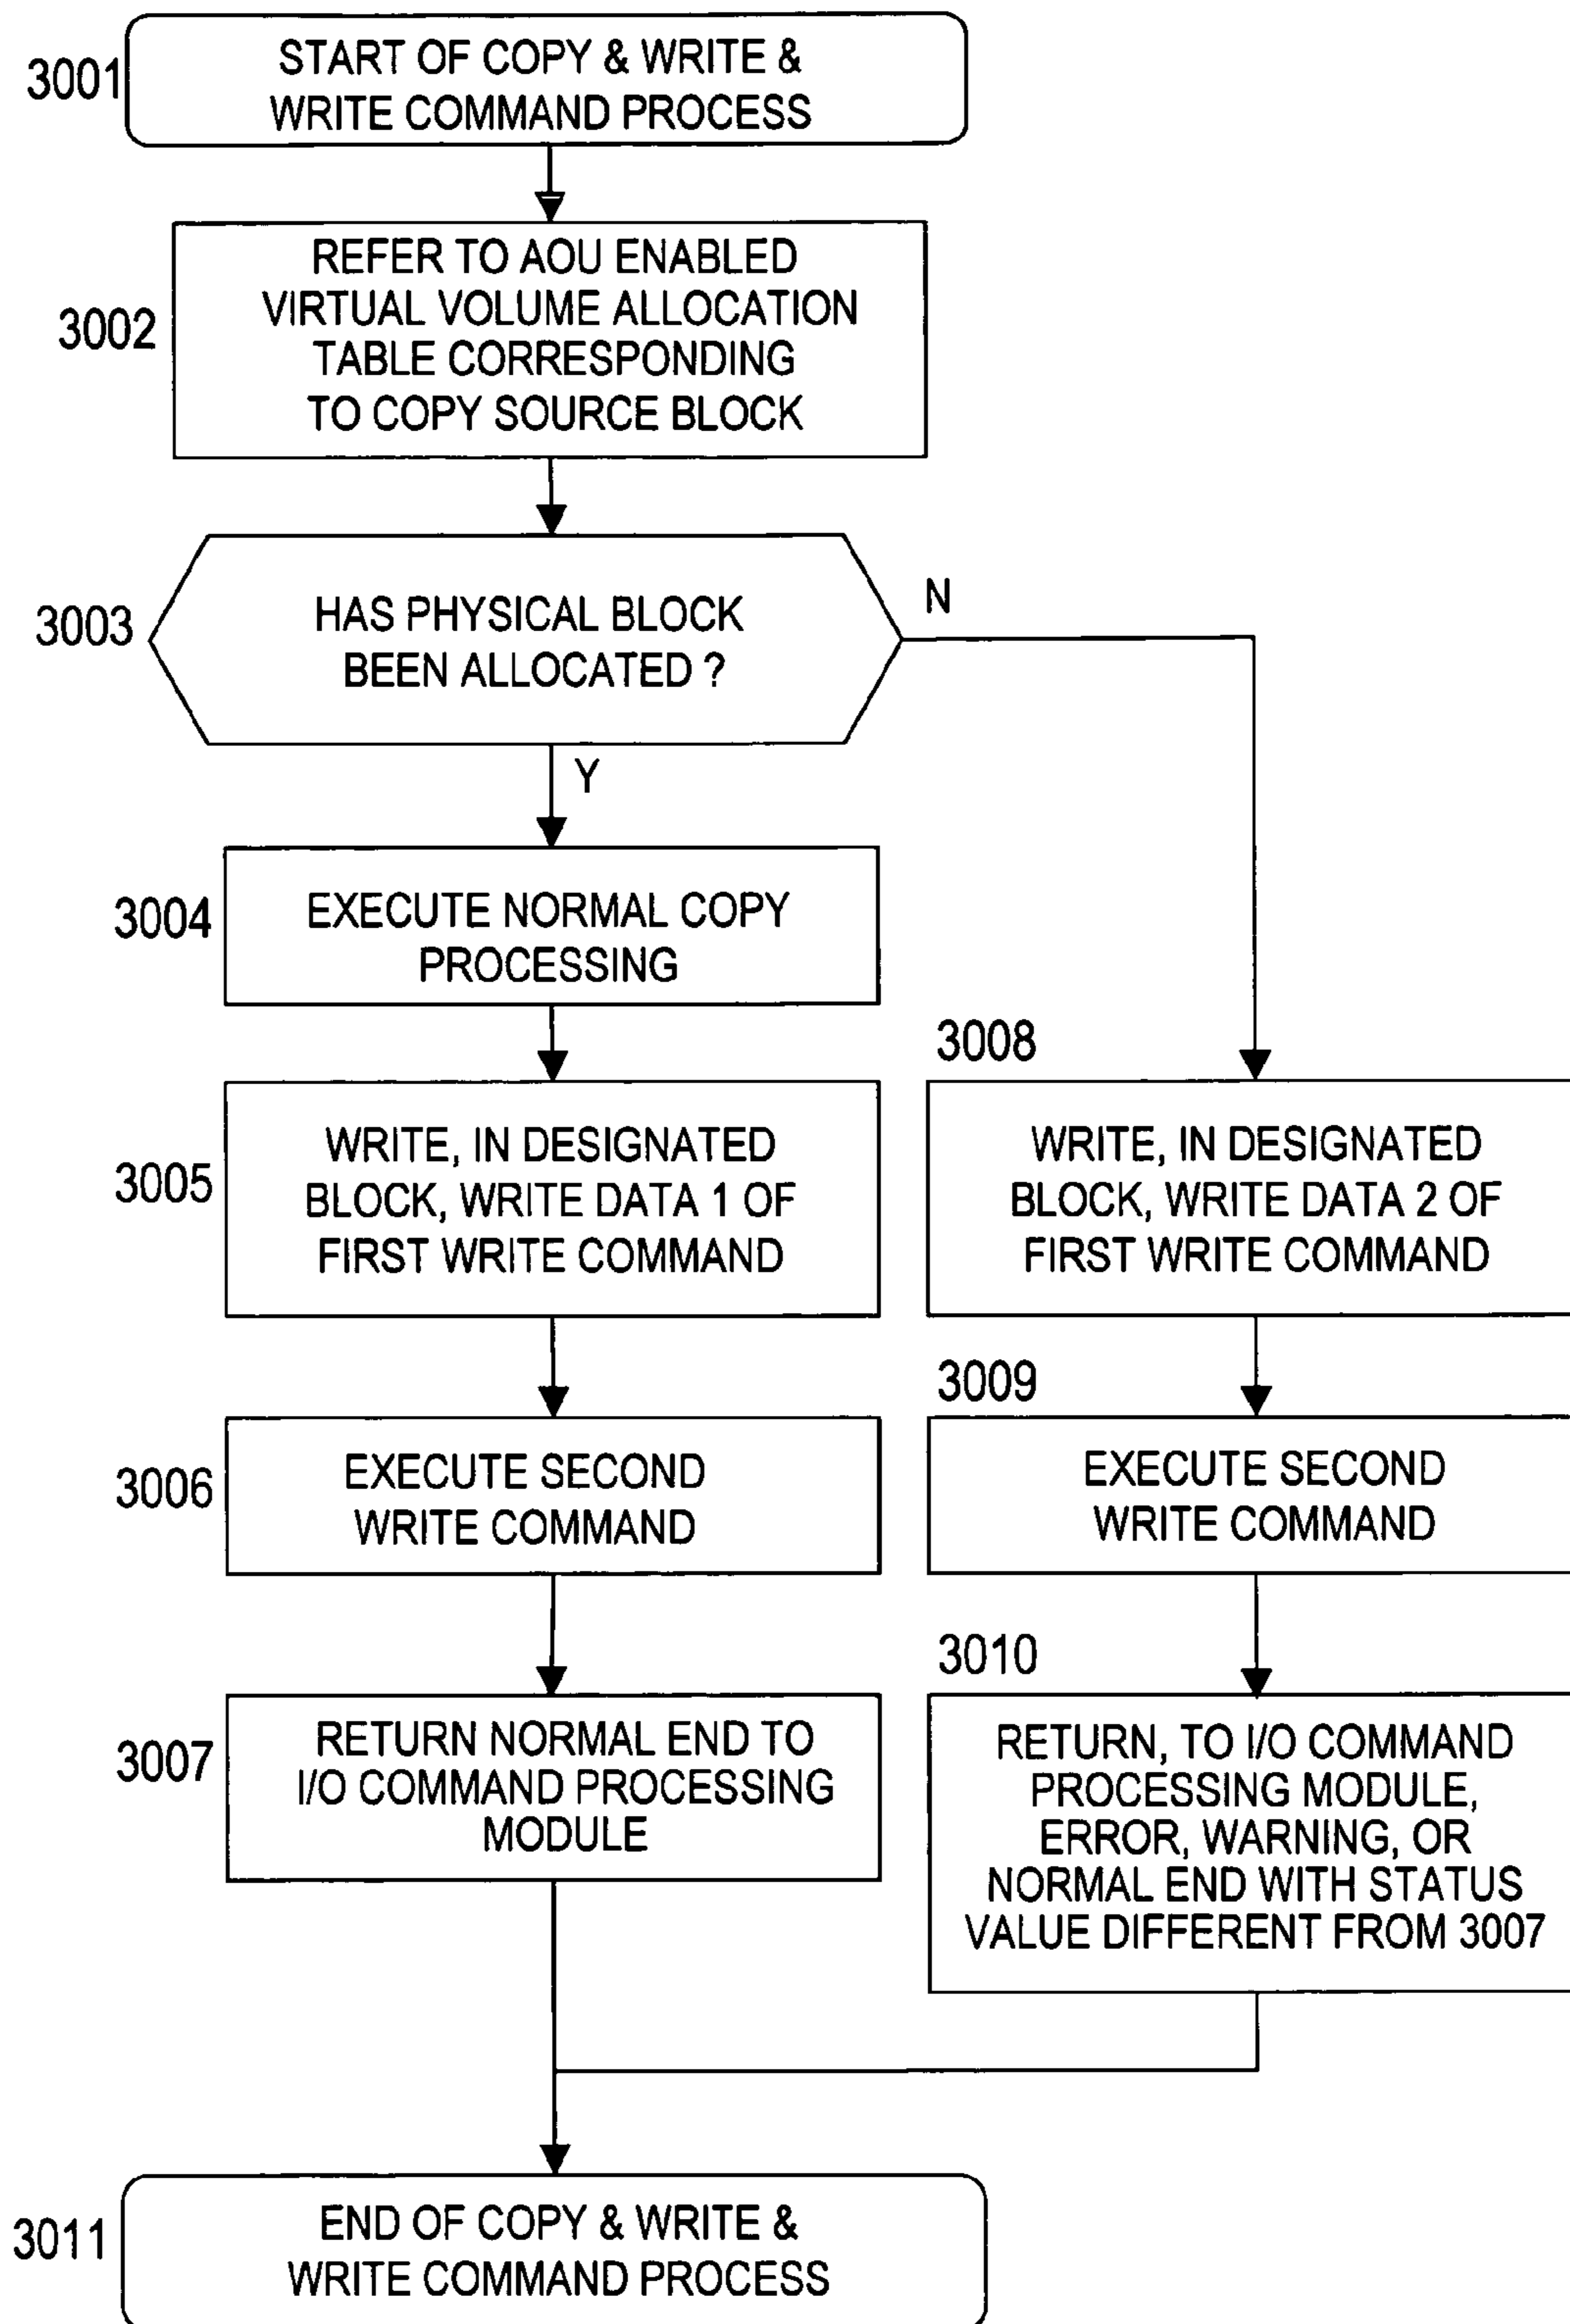 3001
START OF COPY & WRITE &
WRITE COMMAND PROCESS
3002
REFER TO AOU ENABLED
VIRTUAL VOLUME ALLOCATION
TABLE CORRESPONDING
TO COPY SOURCE BLOCK
3003
HAS PHYSICAL BLOCK
BEEN ALLOCATED ?
N
Y
3004
EXECUTE NORMAL COPY
PROCESSING
3005
WRITE, IN DESIGNATED
BLOCK, WRITE DATA 1 OF
FIRST WRITE COMMAND
3006
EXECUTE SECOND
WRITE COMMAND
3007
RETURN NORMAL END TO
I/O COMMAND PROCESSING
MODULE
3008
WRITE, IN DESIGNATED
BLOCK, WRITE DATA 2 OF
FIRST WRITE COMMAND
3009
EXECUTE SECOND
WRITE COMMAND
3010
RETURN, TO I/O COMMAND
PROCESSING MODULE,
ERROR, WARNING, OR
NORMAL END WITH STATUS
VALUE DIFFERENT FROM 3007
3011
END OF COPY & WRITE &
WRITE COMMAND PROCESS